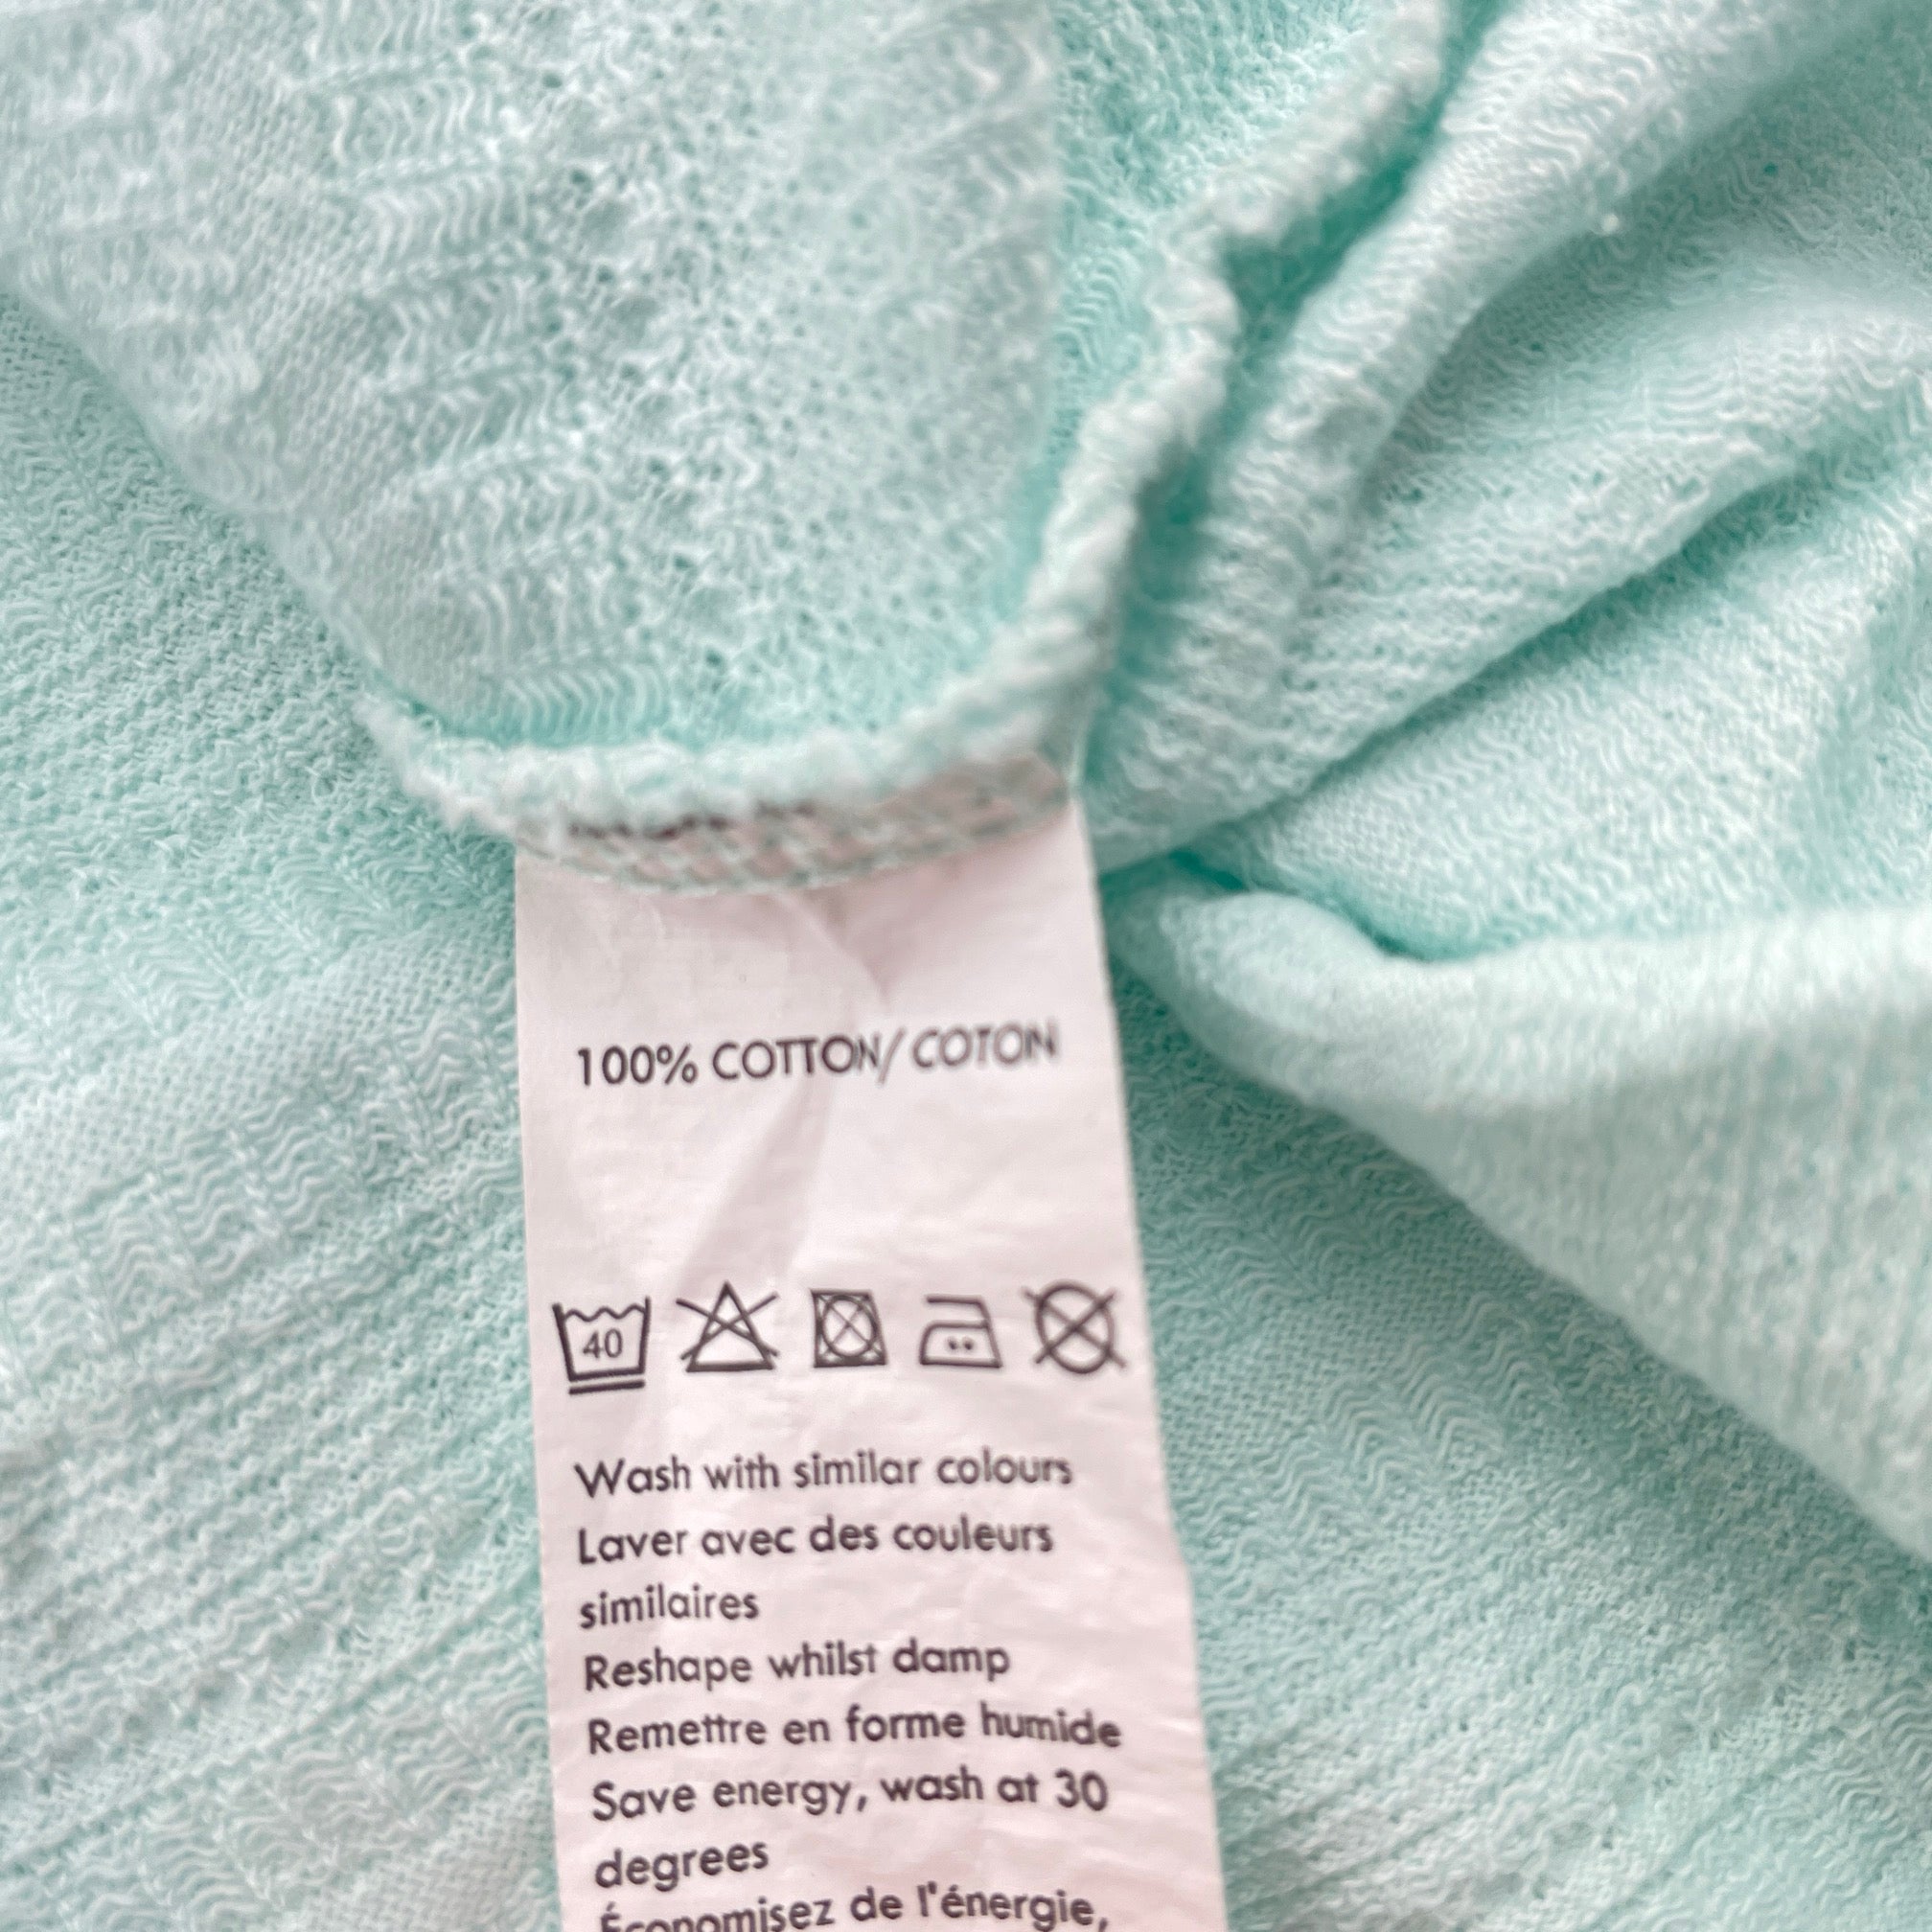 100% COTTON/ COTON
40
Wash with similar colours
Laver avec des couleurs
similaires
Reshape whilst damp
Remettre en forme humide
Save energy, wash at 30
degrees
Économisez de l'énergie,